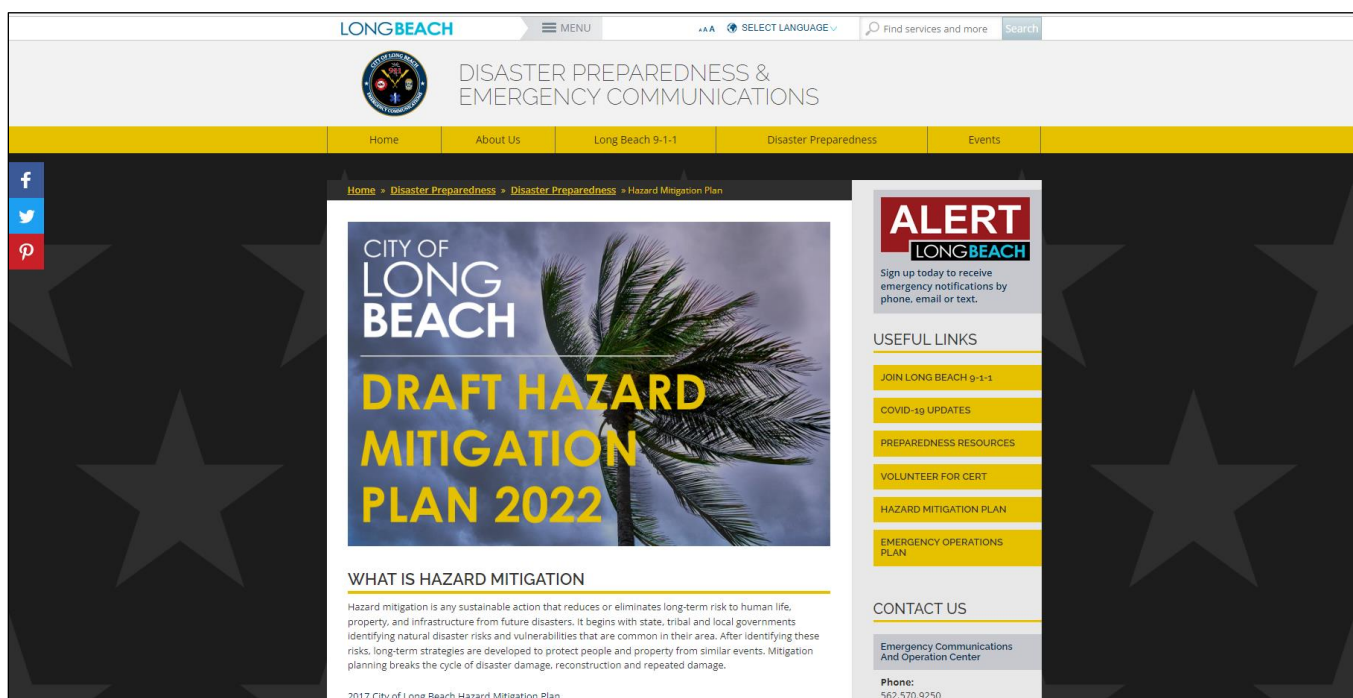 LONGBEACH
MENU
AAA
SELECT LANGUAGE
Find services and more
Search
CITY OF LONG BEACH
911
EMERGENCY COMMUNICATIONS
DISASTER PREPAREDNESS &
EMERGENCY COMMUNICATIONS
Home
About Us
Long Beach 9-1-1
Disaster Preparedness
Events
Home » Disaster Preparedness » Disaster Preparedness » Hazard Mitigation Plan
CITY OF
LONG
BEACH
DRAFT HAZARD
MITIGATION
PLAN 2022
WHAT IS HAZARD MITIGATION
Hazard mitigation is any sustainable action that reduces or eliminates long-term risk to human life,
property, and infrastructure from future disasters. It begins with state, tribal and local governments
identifying natural disaster risks and vulnerabilities that are common in their area. After identifying these
risks, long-term strategies are developed to protect people and property from similar events. Mitigation
planning breaks the cycle of disaster damage, reconstruction and repeated damage.
2017 City of Long Beach Hazard Mitigation Plan
ALERT
LONGBEACH
Sign up today to receive
emergency notifications by
phone, email or text.
USEFUL LINKS
JOIN LONG BEACH 9-1-1
COVID-19 UPDATES
PREPAREDNESS RESOURCES
VOLUNTEER FOR CERT
HAZARD MITIGATION PLAN
EMERGENCY OPERATIONS
PLAN
CONTACT US
Emergency Communications
And Operation Center
Phone:
562.570.9250